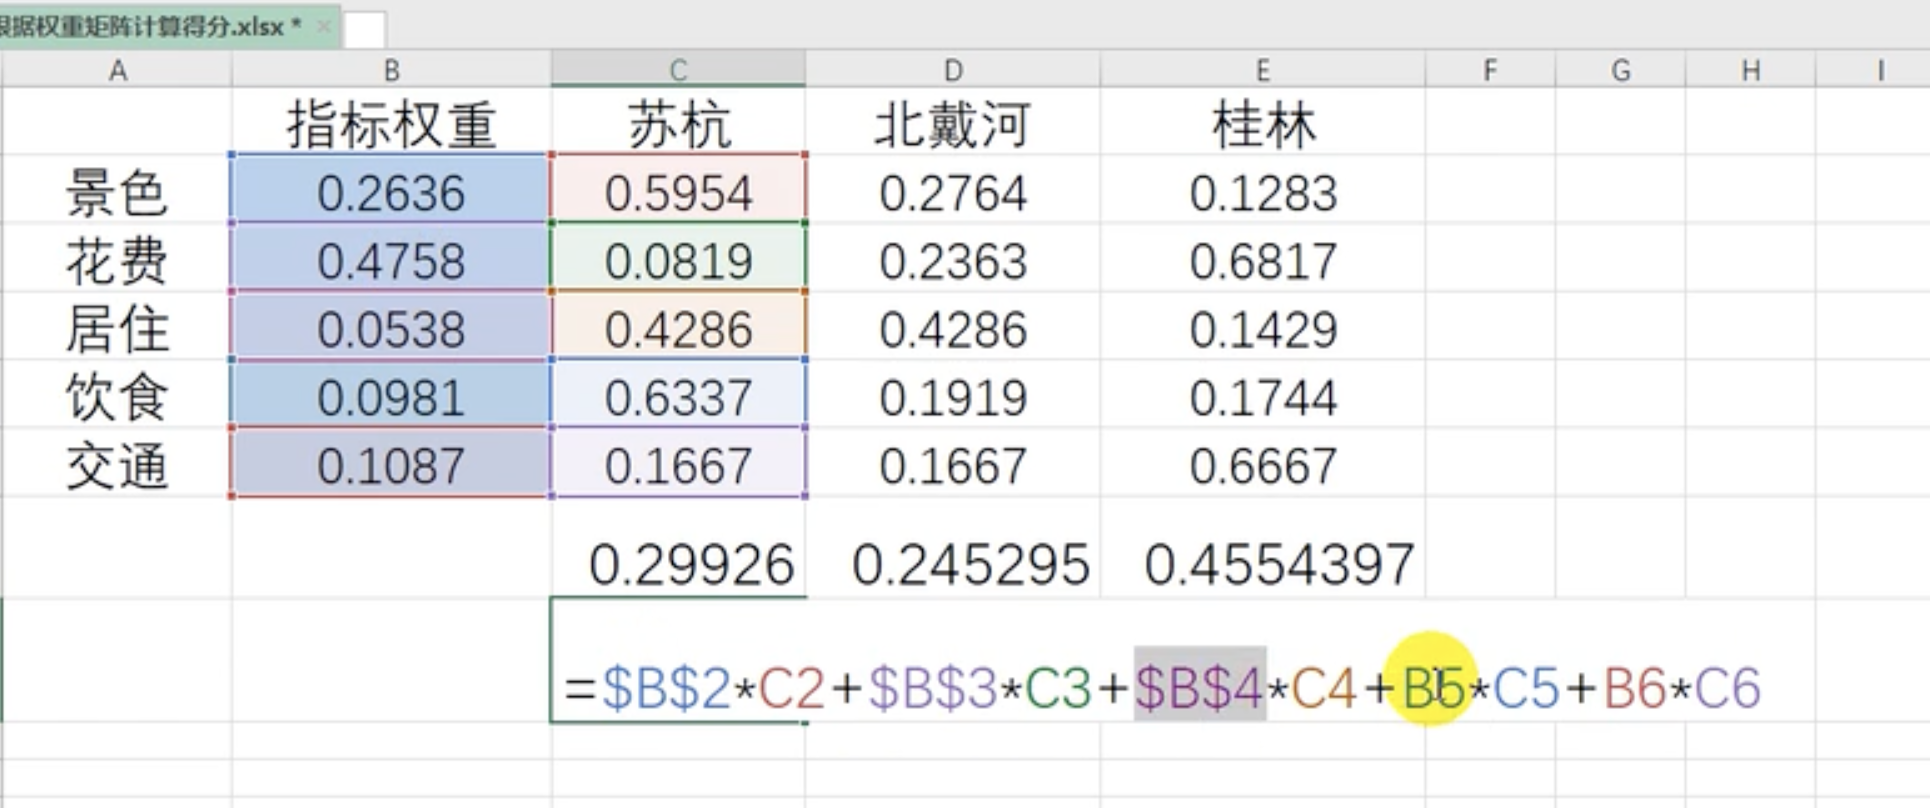 根据权重矩阵计算得分.xlsx * ×
A B C D E F G H I
指标权重 苏杭 北戴河 桂林
景色 0.2636 0.5954 0.2764 0.1283
花费 0.4758 0.0819 0.2363 0.6817
居住 0.0538 0.4286 0.4286 0.1429
饮食 0.0981 0.6337 0.1919 0.1744
交通 0.1087 0.1667 0.1667 0.6667
0.29926 0.245295 0.4554397
=$B$2*C2+$B$3*C3+$B$4*C4+B5*C5+B6*C6